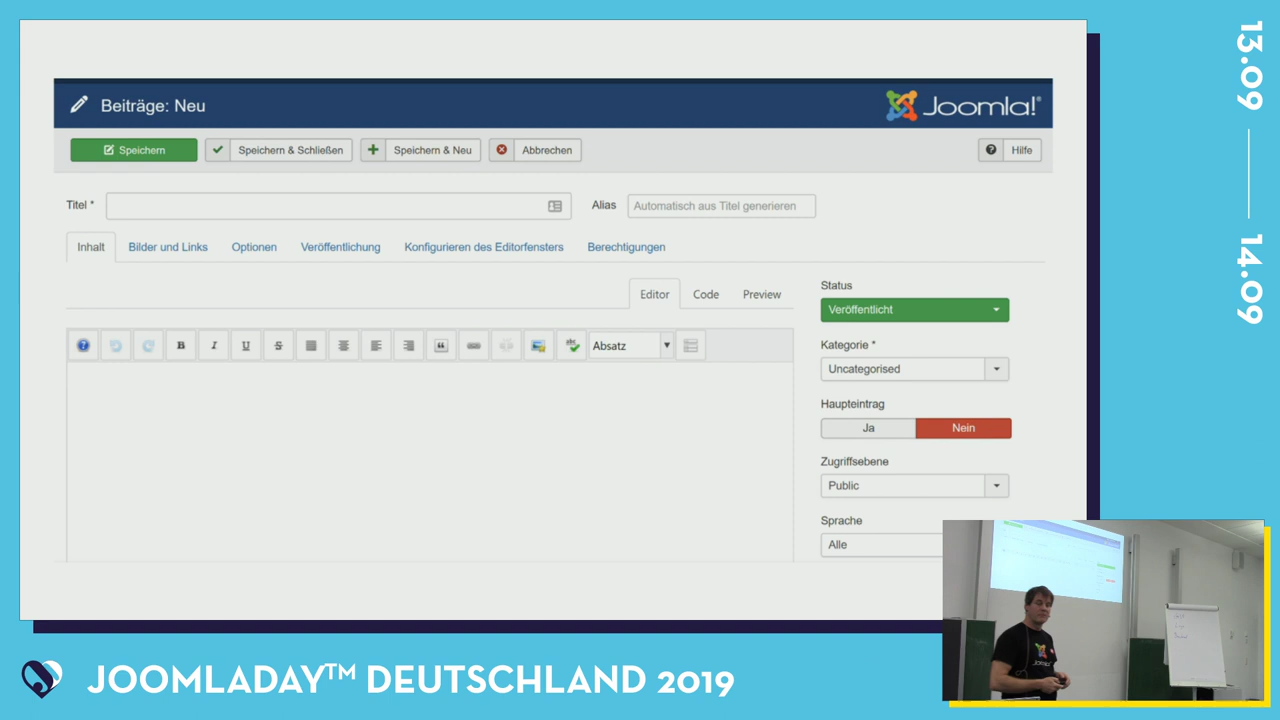 Beiträge: Neu
Joomla!®
Speichern
Speichern & Schließen
Speichern & Neu
Abbrechen
Hilfe
Titel *
Alias
Automatisch aus Titel generieren
Inhalt
Bilder und Links
Optionen
Veröffentlichung
Konfigurieren des Editorfensters
Berechtigungen
Editor
Code
Preview
B
I
U
S
Absatz
Status
Veröffentlicht
Kategorie *
Uncategorised
Haupteintrag
Ja
Nein
Zugriffsebene
Public
Sprache
Alle
13.09
14.09
Joomla!
JOOMLADAY™ DEUTSCHLAND 2019